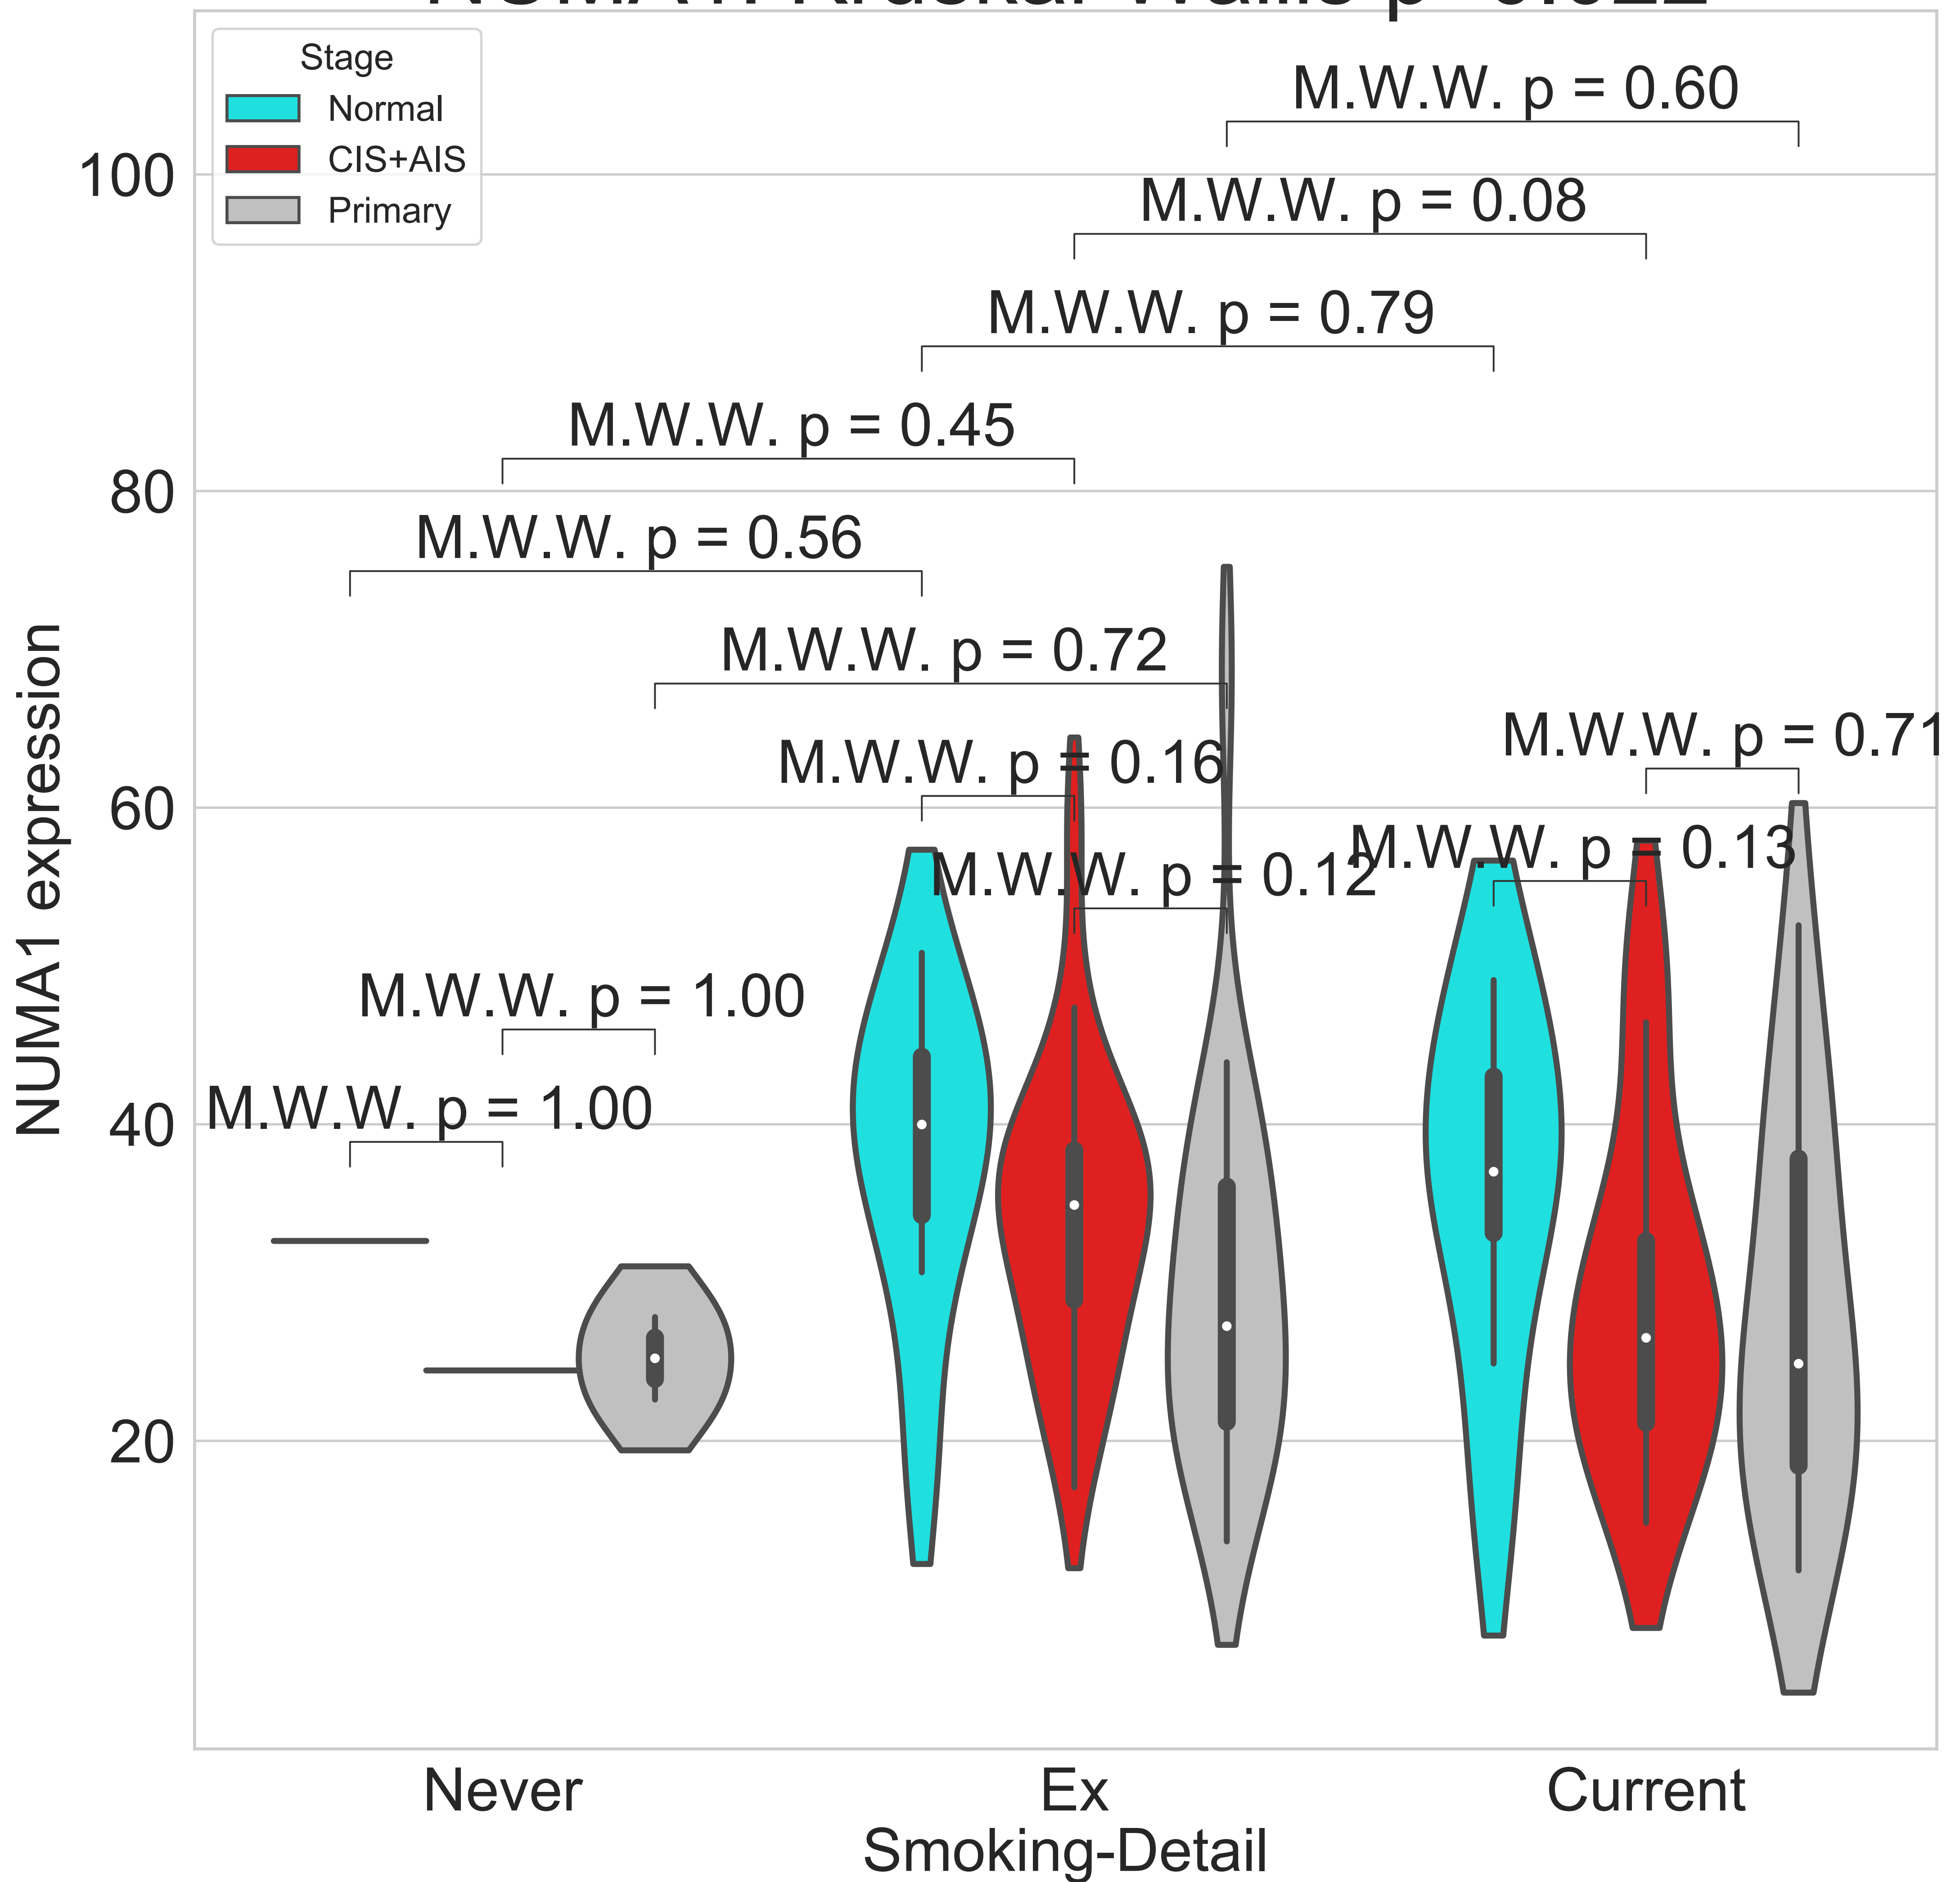 Stage
Normal
CIS+AIS
Primary
M.W.W. p = 0.60
M.W.W. p = 0.08
M.W.W. p = 0.79
M.W.W. p = 0.45
M.W.W. p = 0.56
M.W.W. p = 0.72
M.W.W. p = 0.71
M.W.W. p = 0.16
M.W.W. p = 0.13
M.W.W. p = 0.12
M.W.W. p = 1.00
M.W.W. p = 1.00
100
80
60
40
20
NUMA1 expression
Never
Ex
Current
Smoking-Detail